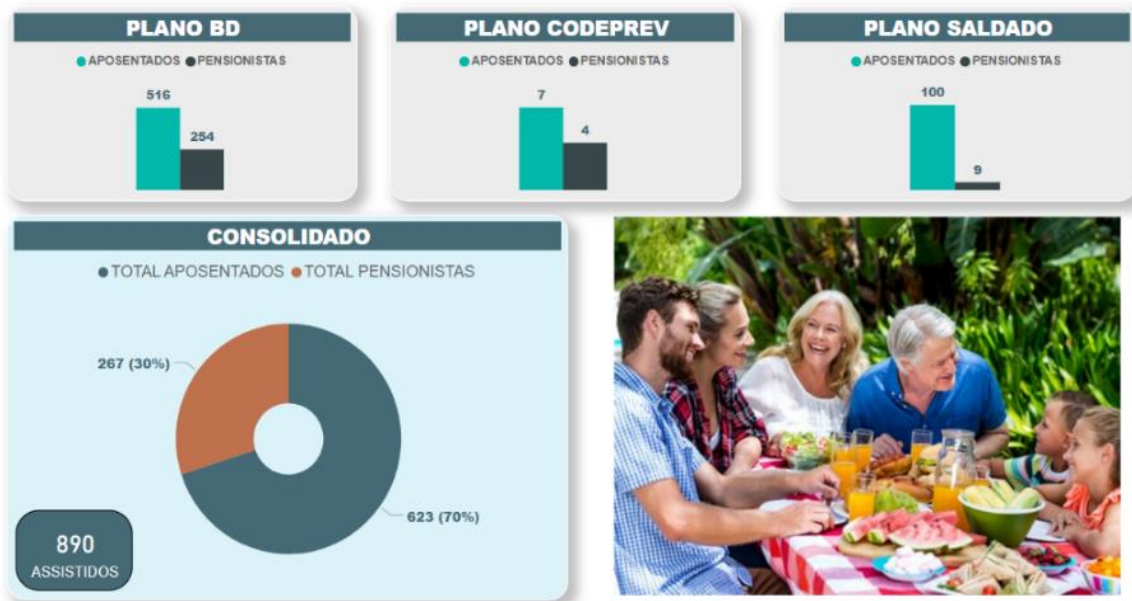 PLANO BD
APOSENTADOS PENSIONISTAS
516
254
PLANO CODEPREV
APOSENTADOS PENSIONISTAS
7
4
PLANO SALDADO
APOSENTADOS PENSIONISTAS
100
9
CONSOLIDADO
TOTAL APOSENTADOS TOTAL PENSIONISTAS
267 (30%)
623 (70%)
890
ASSISTIDOS